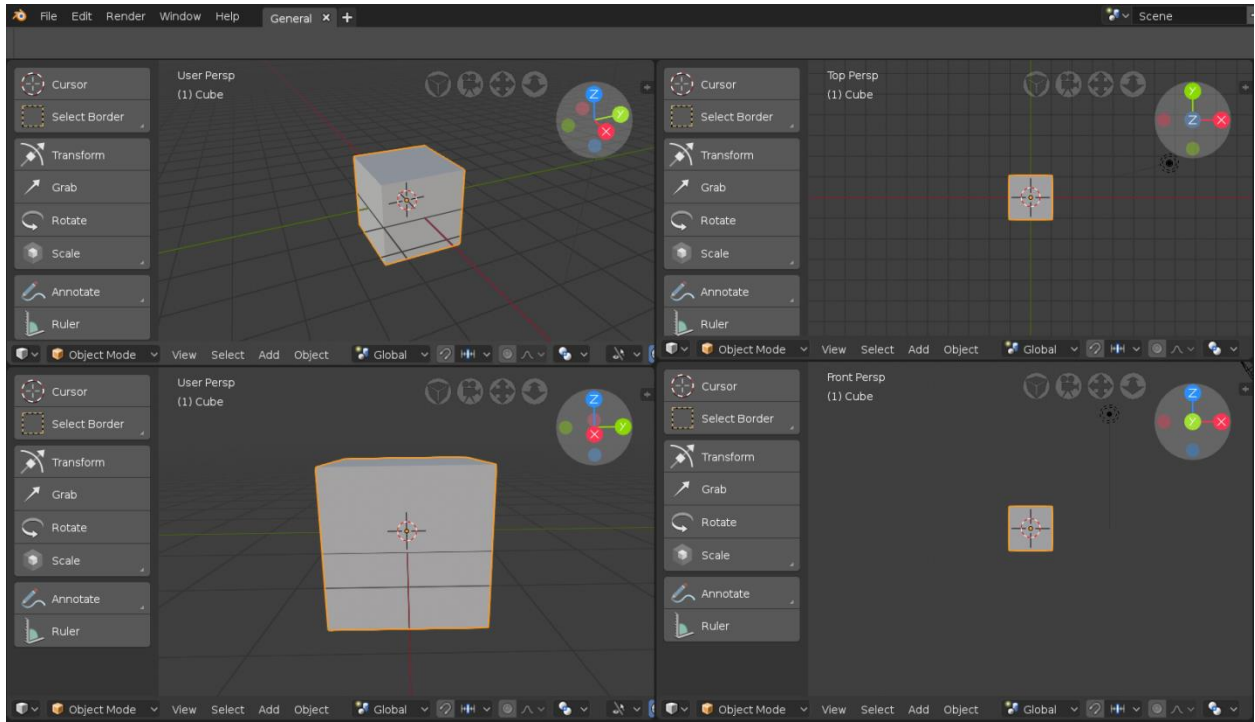 File Edit Render Window Help General × + Scene
Cursor
Select Border
Transform
Grab
Rotate
Scale
Annotate
Ruler
User Persp
(1) Cube
Z
Y
X
Object Mode View Select Add Object Global
Cursor
Select Border
Transform
Grab
Rotate
Scale
Annotate
Ruler
Top Persp
(1) Cube
Y
Z
X
Object Mode View Select Add Object Global
Cursor
Select Border
Transform
Grab
Rotate
Scale
Annotate
Ruler
User Persp
(1) Cube
Z
X
Y
Object Mode View Select Add Object Global
Cursor
Select Border
Transform
Grab
Rotate
Scale
Annotate
Ruler
Front Persp
(1) Cube
Z
Y
X
Object Mode View Select Add Object Global